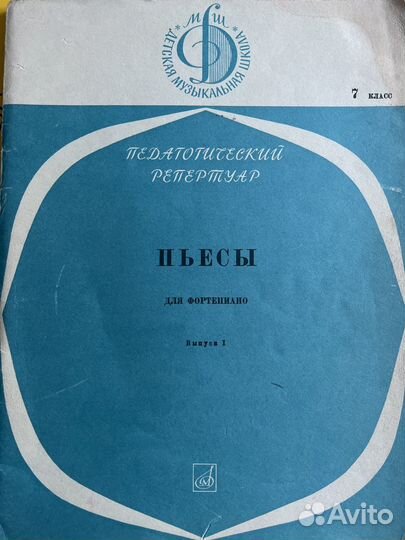 ДМШ
ДЕТСКАЯ МУЗЫКАЛЬНАЯ ШКОЛА
7 КЛАСС
ПЕДАГОГИЧЕСКИЙ
РЕПЕРТУАР
ПЬЕСЫ
ДЛЯ ФОРТЕПИАНО
Выпуск I
Avito